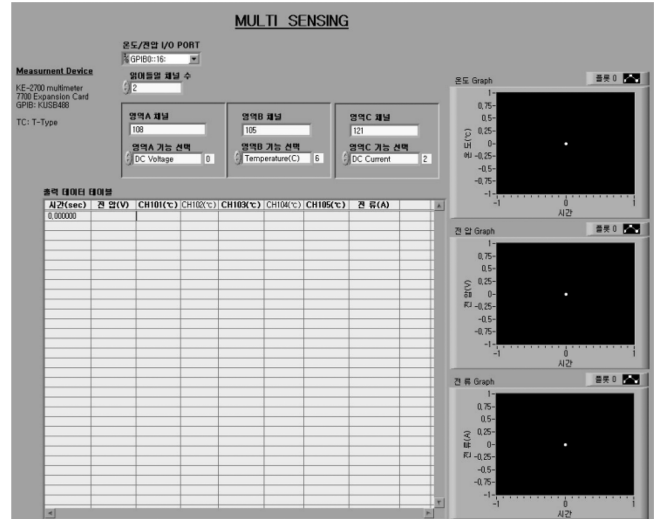 MULTI SENSING
온도/전압 I/O PORT
GPIB0::16:
Measurment Device
읽어들일 채널 수
KE-2700 multimeter
2
7700 Expansion Card
GPIB: KUSB488
TC: T-Type
영역A 채널
영역B 채널
영역C 채널
108
105
121
영역A 기능 선택
영역B 기능 선택
영역C 기능 선택
DC Voltage 0
Temperature(C) 6
DC Current 2
출력 데이터 테이블
시간(sec) 전 압(V) CH101(℃) CH102(℃) CH103(℃) CH104(℃) CH105(℃) 전 류(A)
0,000000
온도 Graph
플롯 0
1
0,75
0,5
0,25
0
-0,25
-0,5
-0,75
-1
온 도(℃)
-1 0 1
시간
전 압 Graph
플롯 0
1
0,75
0,5
0,25
0
-0,25
-0,5
-0,75
-1
전 압(V)
-1 0 1
시간
전 류 Graph
플롯 0
1
0,75
0,5
0,25
0
-0,25
-0,5
-0,75
-1
전 류(A)
-1 0 1
시간